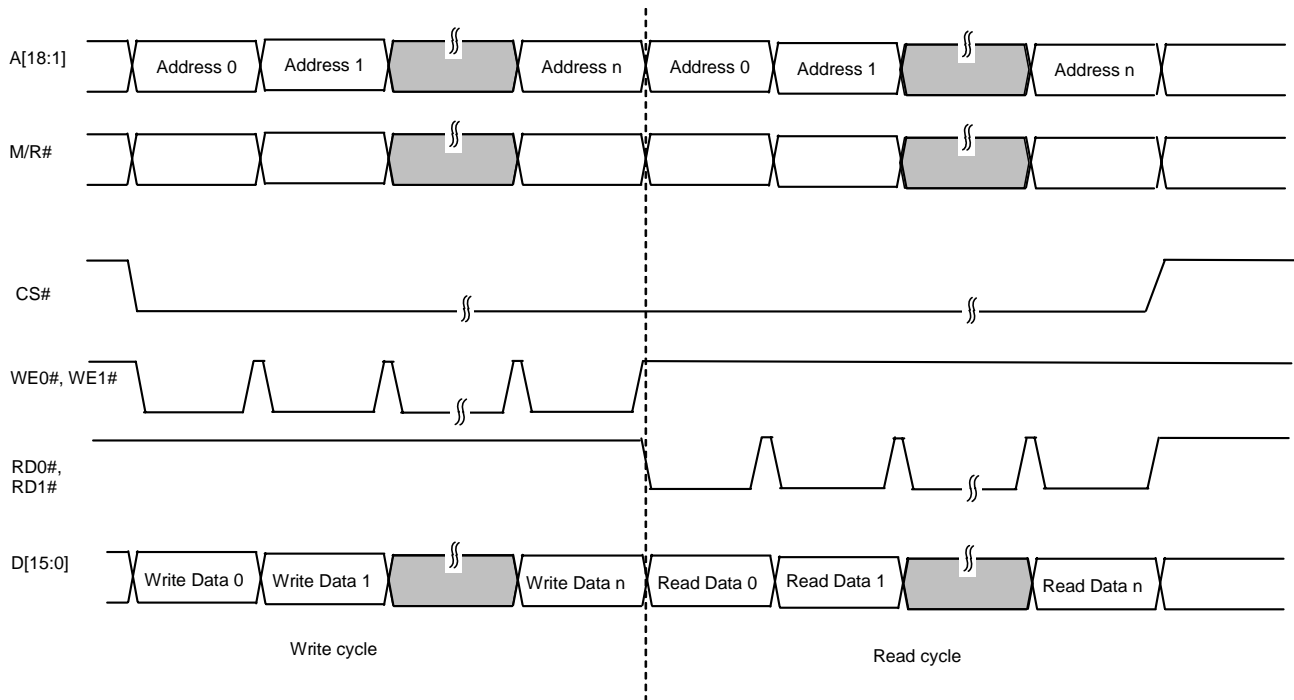 A[18:1]
Address 0 Address 1 Address n Address 0 Address 1 Address n
M/R#
CS#
WE0#, WE1#
RD0#,
RD1#
D[15:0]
Write Data 0 Write Data 1 Write Data n Read Data 0 Read Data 1 Read Data n
Write cycle Read cycle